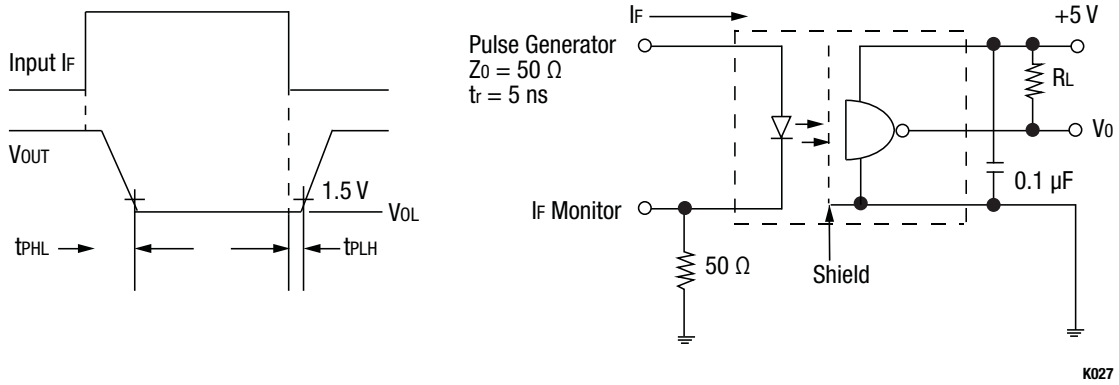 Input IF
VOUT
1.5 V
VOL
tPHL
tPLH
IF
Pulse Generator
Z0 = 50 Ω
tr = 5 ns
IF Monitor
50 Ω
Shield
+5 V
RL
V0
0.1 µF
K027